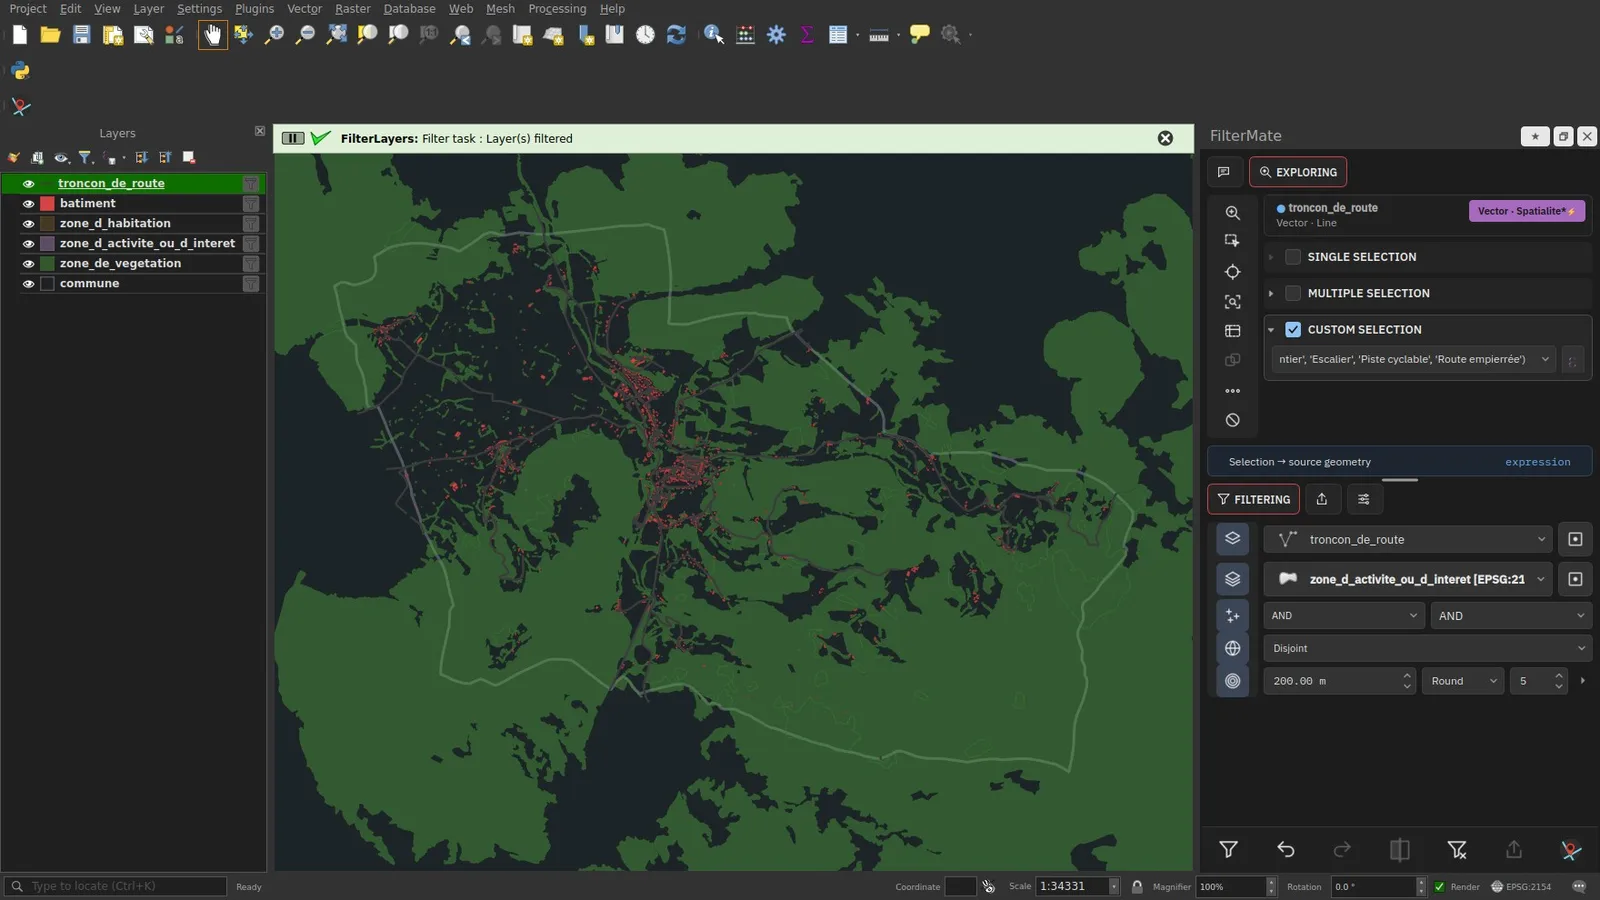 Project Edit View Layer Settings Plugins Vector Raster Database Web Mesh Processing Help
Layers
FilterLayers: Filter task : Layer(s) filtered
FilterMate
EXPLORING
troncon_de_route
batiment
zone_d_habitation
zone_d_activite_ou_d_interet
zone_de_vegetation
commune
troncon_de_route
Vector · Line
Vector · Spatialite*⚡
SINGLE SELECTION
MULTIPLE SELECTION
CUSTOM SELECTION
ntier', 'Escalier', 'Piste cyclable', 'Route empierrée')
Selection → source geometry expression
FILTERING
troncon_de_route
zone_d_activite_ou_d_interet [EPSG:21
AND AND
Disjoint
200.00 m Round 5
Type to locate (Ctrl+K) Ready Coordinate Scale 1:34331 Magnifier 100% Rotation 0.0 ° Render EPSG:2154